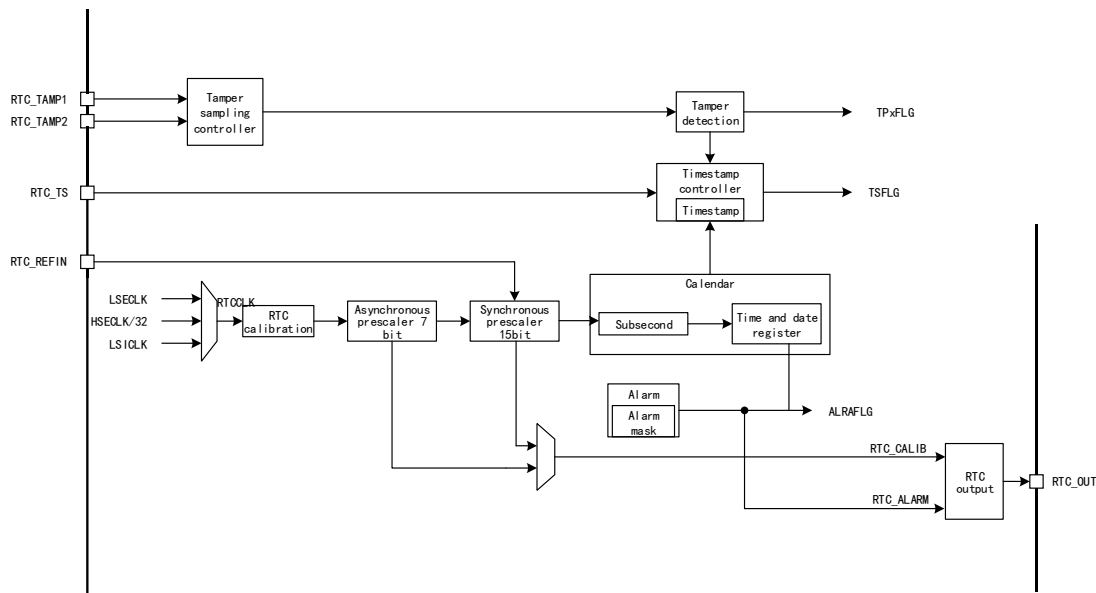 RTC_TAMP1
RTC_TAMP2
Tamper
sampling
controller
Tamper
detection
TPxFLG
RTC_TS
Timestamp
controller
Timestamp
TSFLG
RTC_REFIN
LSECLK
HSECLK/32
LSICLK
RTCCLK
RTC
calibration
Asynchronous
prescaler 7
bit
Synchronous
prescaler
15bit
Calendar
Subsecond
Time and date
register
Alarm
Alarm
mask
ALRAFLG
RTC_CALIB
RTC_ALARM
RTC
output
RTC_OUT